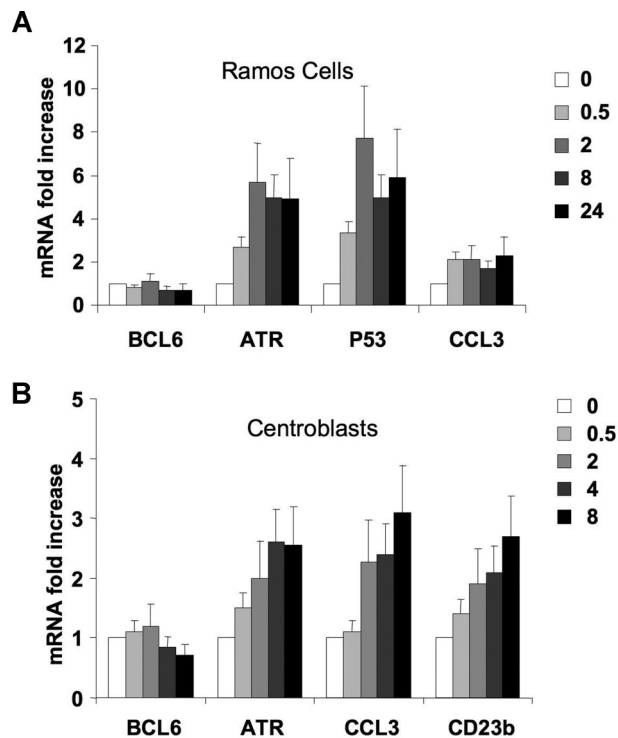 A
Ramos Cells
mRNA fold increase
12
10
8
6
4
2
0
BCL6 ATR P53 CCL3
0
0.5
2
8
24
B
Centroblasts
mRNA fold increase
5
4
3
2
1
0
BCL6 ATR CCL3 CD23b
0
0.5
2
4
8